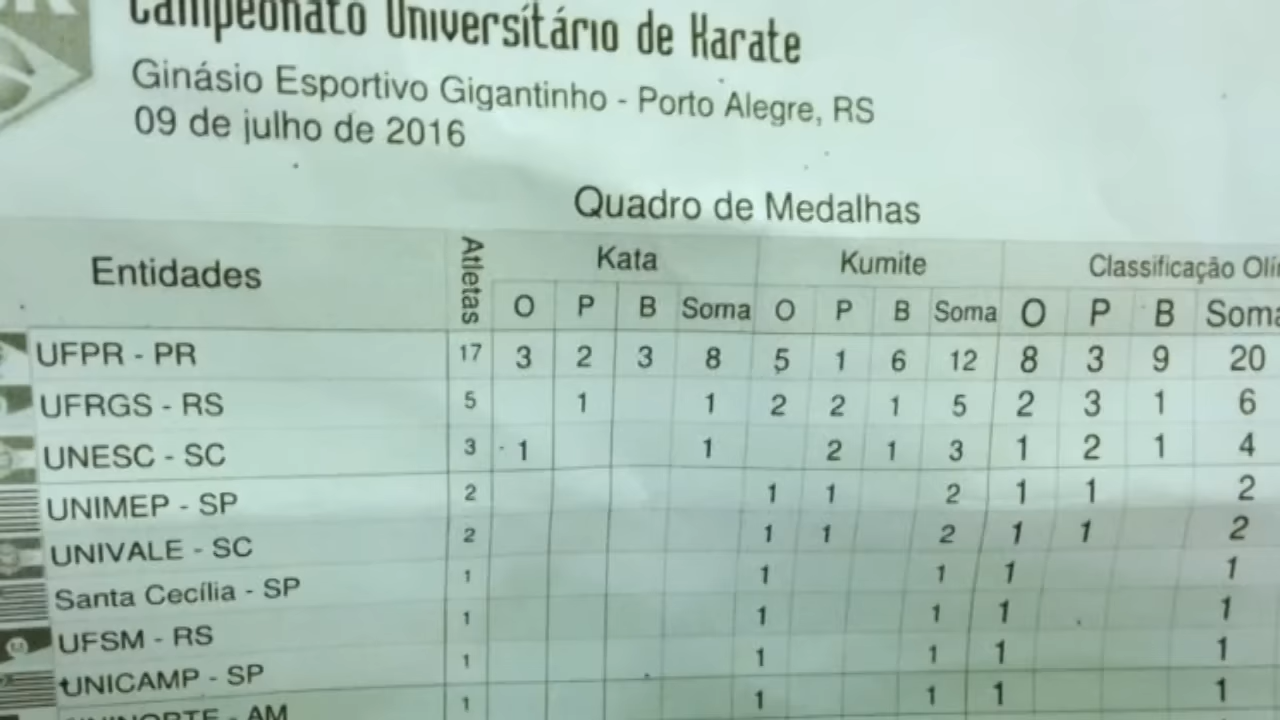 Campeonato Universitário de Karate
Ginásio Esportivo Gigantinho - Porto Alegre, RS
09 de julho de 2016
Quadro de Medalhas
Entidades Atletas Kata Kumite Classificação
O P B Soma O P B Soma O P B Soma
UFPR - PR 17 3 2 3 8 5 1 6 12 8 3 9 20
UFRGS - RS 5 1 1 2 2 1 5 2 3 1 6
UNESC - SC 3 1 1 2 1 3 1 2 1 4
UNIMEP - SP 2 1 1 2 1 1 2
UNIVALE - SC 2 1 1 2 1 1 2
Santa Cecília - SP 1 1 1 1 1
UFSM - RS 1 1 1 1 1
UNICAMP - SP 1 1 1 1 1
UNINORTE - AM 1 1 1 1 1